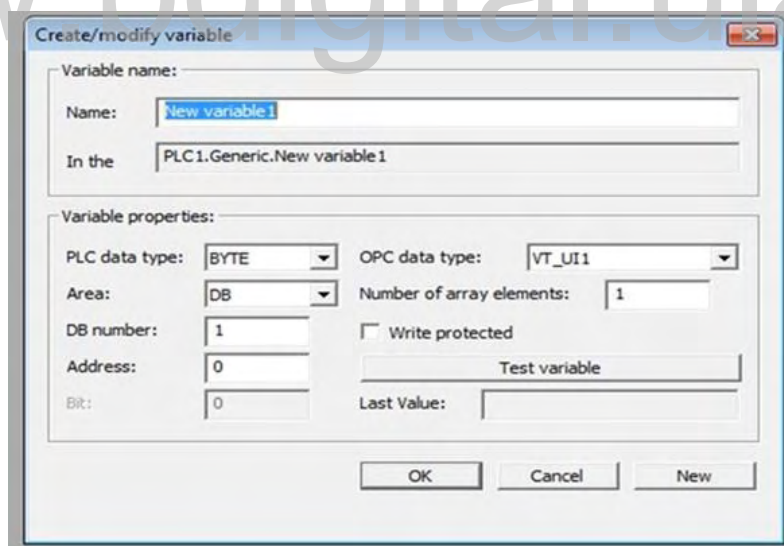 Create/modify variable
Variable name:
Name: New variable1
In the PLC1.Generic.New variable1
Variable properties:
PLC data type: BYTE OPC data type: VT_UI1
Area: DB Number of array elements: 1
DB number: 1 Write protected
Address: 0 Test variable
Bit: 0 Last Value:
OK Cancel New